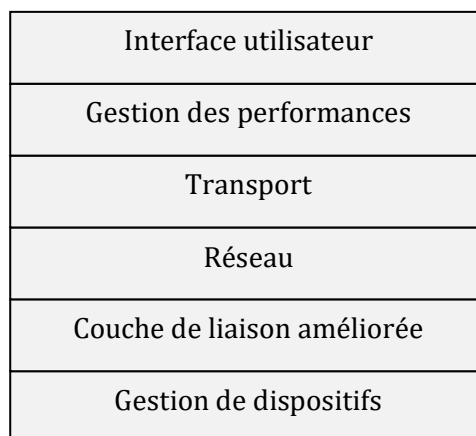 Interface utilisateur
Gestion des performances
Transport
Réseau
Couche de liaison améliorée
Gestion de dispositifs